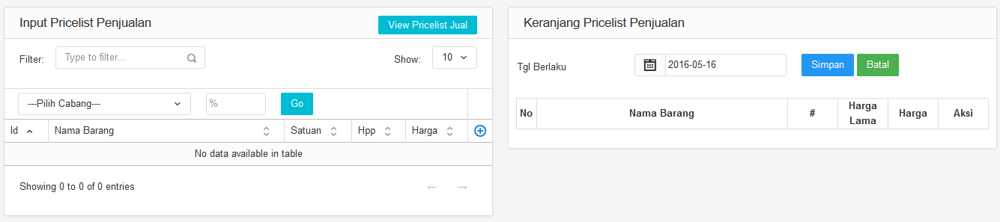 Input Pricelist Penjualan
View Pricelist Jual
Filter:
Type to filter...
Show:
10
---Pilih Cabang---
%
Go
Id
Nama Barang
Satuan
Hpp
Harga
No data available in table
Showing 0 to 0 of 0 entries
← →
Keranjang Pricelist Penjualan
Tgl Berlaku
2016-05-16
Simpan
Batal
No
Nama Barang
#
Harga
Lama
Harga
Aksi